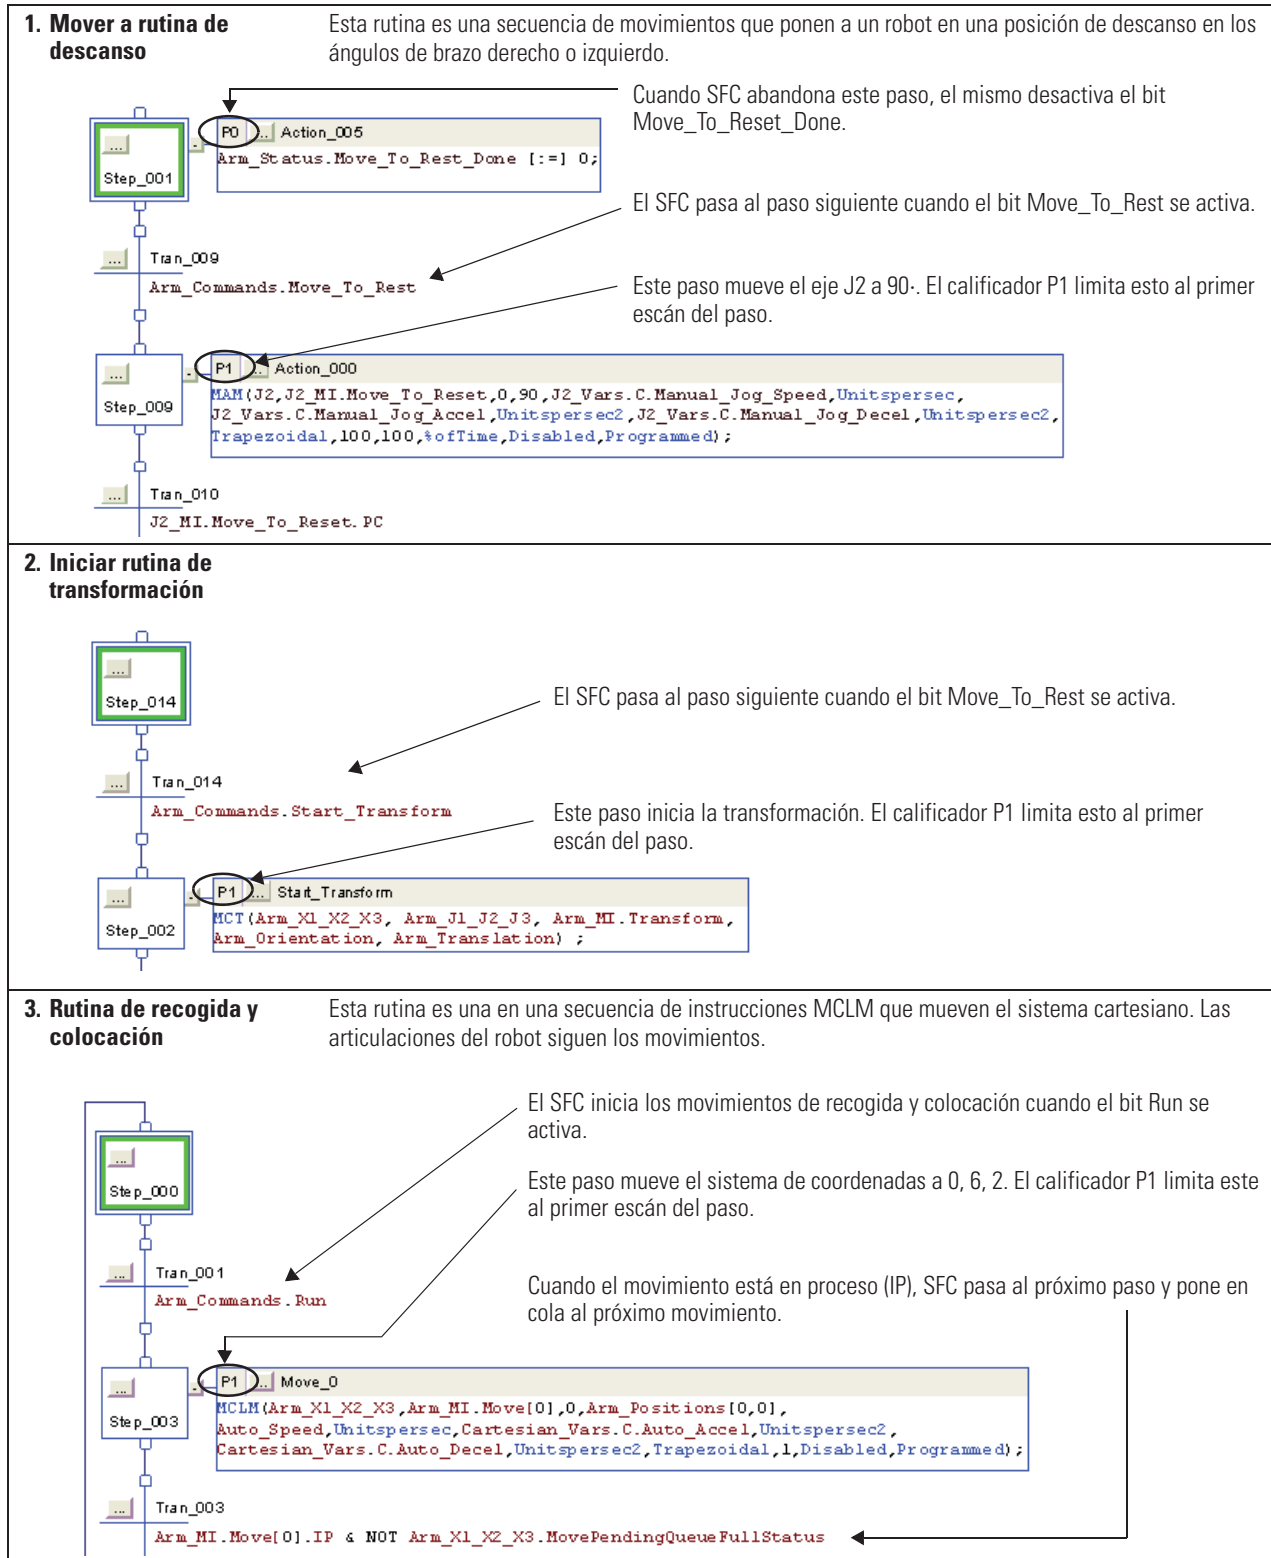 1. Mover a rutina de descanso
Esta rutina es una secuencia de movimientos que ponen a un robot en una posición de descanso en los
ángulos de brazo derecho o izquierdo.
Cuando SFC abandona este paso, el mismo desactiva el bit
Move_To_Reset_Done.
P0 ... Action_005
...
Arm_Status.Move_To_Rest_Done [:=] 0;
Step_001
El SFC pasa al paso siguiente cuando el bit Move_To_Rest se activa.
... Tran_009
Arm_Commands.Move_To_Rest
Este paso mueve el eje J2 a 90·. El calificador P1 limita esto al primer
escán del paso.
P1 ... Action_000
...
Step_009
MAM(J2,J2_MI.Move_To_Reset,0,90,J2_Vars.C.Manual_Jog_Speed,Unitspersec,
J2_Vars.C.Manual_Jog_Accel,Unitspersec2,J2_Vars.C.Manual_Jog_Decel,Unitspersec2,
Trapezoidal,100,100,%ofTime,Disabled,Programmed);
... Tran_010
J2_MI.Move_To_Reset.PC
2. Iniciar rutina de
transformación
...
Step_014
El SFC pasa al paso siguiente cuando el bit Move_To_Rest se activa.
... Tran_014
Arm_Commands.Start_Transform
Este paso inicia la transformación. El calificador P1 limita esto al primer
escán del paso.
P1 ... Start_Transform
...
Step_002
MCT(Arm_X1_X2_X3, Arm_J1_J2_J3, Arm_MI.Transform,
Arm_Orientation, Arm_Translation) ;
3. Rutina de recogida y
colocación
Esta rutina es una en una secuencia de instrucciones MCLM que mueven el sistema cartesiano. Las
articulaciones del robot siguen los movimientos.
El SFC inicia los movimientos de recogida y colocación cuando el bit Run se
activa.
...
Step_000
Este paso mueve el sistema de coordenadas a 0, 6, 2. El calificador P1 limita este
al primer escán del paso.
... Tran_001
Arm_Commands.Run
Cuando el movimiento está en proceso (IP), SFC pasa al próximo paso y pone en
cola al próximo movimiento.
P1 ... Move_0
...
Step_003
MCLM(Arm_X1_X2_X3,Arm_MI.Move[0],0,Arm_Positions[0,0],
Auto_Speed,Unitspersec,Cartesian_Vars.C.Auto_Accel,Unitspersec2,
Cartesian_Vars.C.Auto_Decel,Unitspersec2,Trapezoidal,1,Disabled,Programmed);
... Tran_003
Arm_MI.Move[0].IP & NOT Arm_X1_X2_X3.MovePendingQueueFullStatus